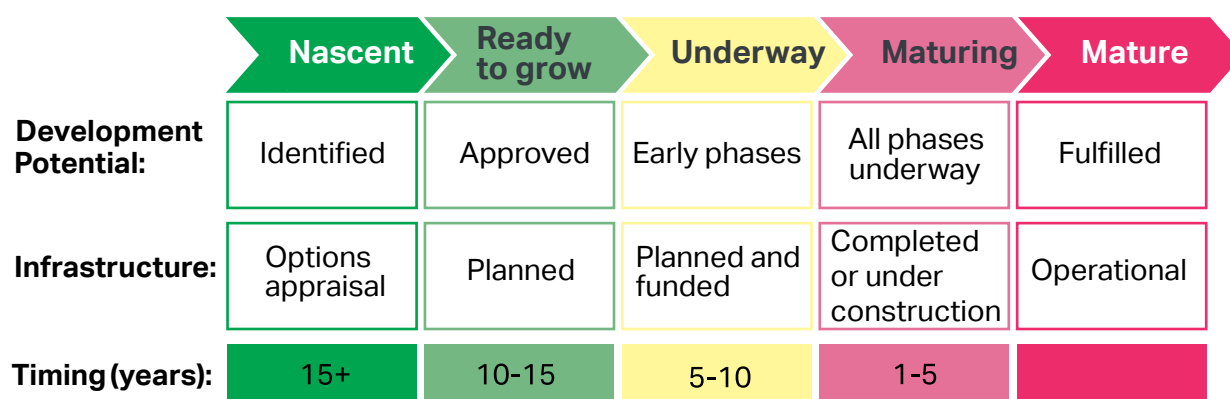 Nascent
Ready
to grow
Underway
Maturing
Mature
Development
Potential:
Identified
Approved
Early phases
All phases
underway
Fulfilled
Infrastructure:
Options
appraisal
Planned
Planned and
funded
Completed
or under
construction
Operational
Timing (years):
15+
10-15
5-10
1-5